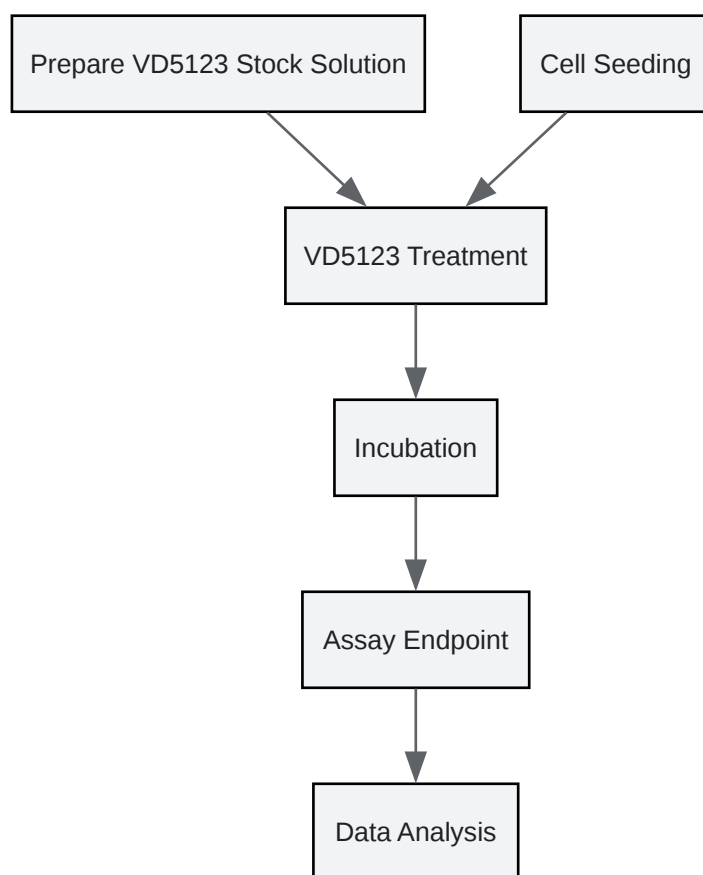 Prepare VD5123 Stock Solution
Cell Seeding
VD5123 Treatment
Incubation
Assay Endpoint
Data Analysis